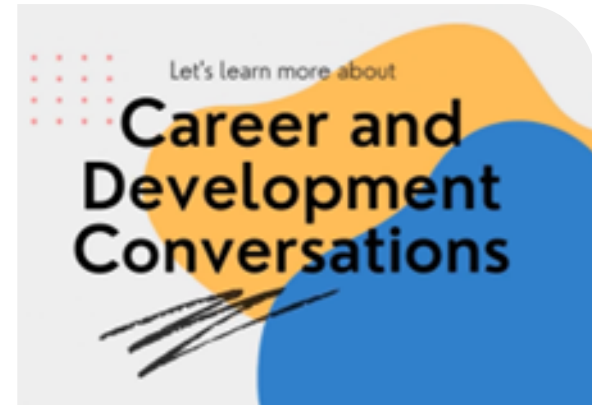 Let's learn more about
Career and
Development
Conversations